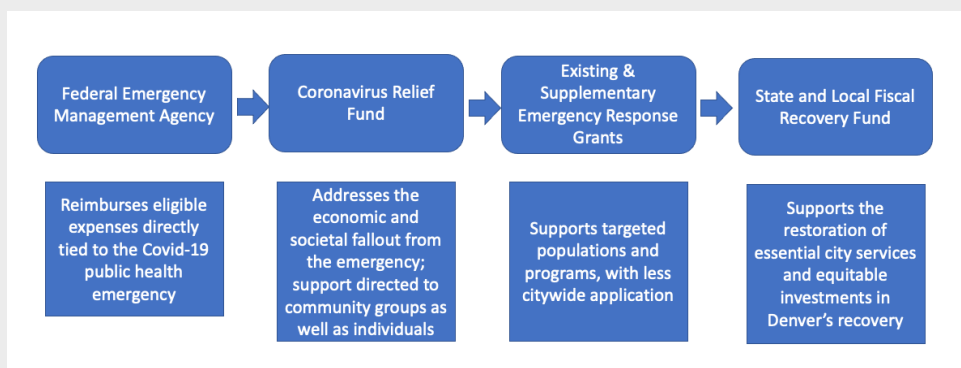 Federal Emergency
Management Agency
Coronavirus Relief
Fund
Existing &
Supplementary
Emergency Response
Grants
State and Local Fiscal
Recovery Fund
Reimburses eligible
expenses directly
tied to the Covid-19
public health
emergency
Addresses the
economic and
societal fallout from
the emergency;
support directed to
community groups as
well as individuals
Supports targeted
populations and
programs, with less
citywide application
Supports the
restoration of
essential city services
and equitable
investments in
Denver’s recovery